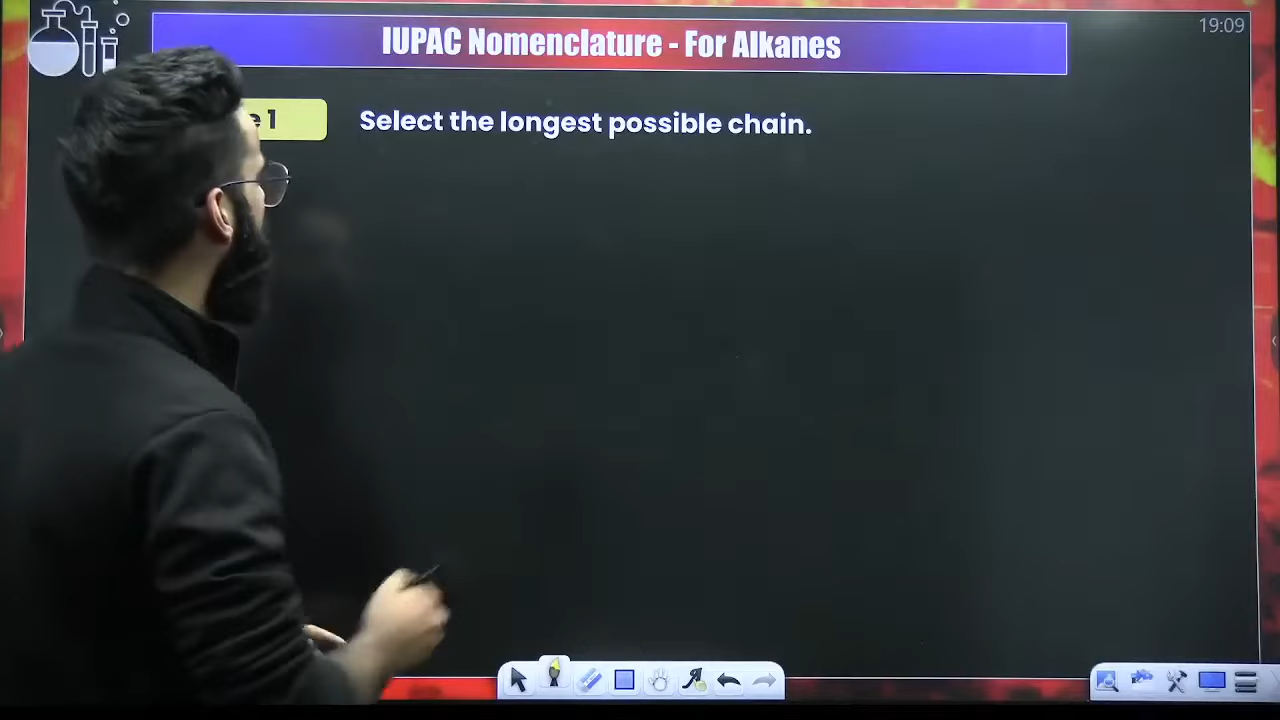 IUPAC Nomenclature - For Alkanes
19:09
e 1
Select the longest possible chain.